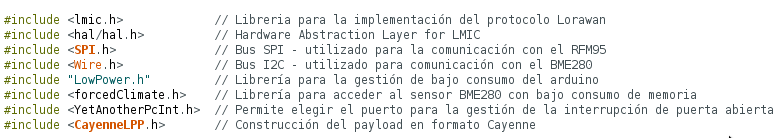 #include <lmic.h> // Libreria para la implementación del protocolo Lorawan
#include <hal/hal.h> // Hardware Abstraction Layer for LMIC
#include <SPI.h> // Bus SPI - utilizado para la comunicación con el RFM95
#include <Wire.h> // Bus I2C - utilizado para comunicación con el BME280
#include "LowPower.h" // Librería para la gestión de bajo consumo del arduino
#include <forcedClimate.h> // Librería para acceder al sensor BME280 con bajo consumo de memoria
#include <YetAnotherPcInt.h> // Permite elegir el puerto para la gestión de la interrupción de puerta abierta
#include <CayenneLPP.h> // Construcción del payload en formato Cayenne